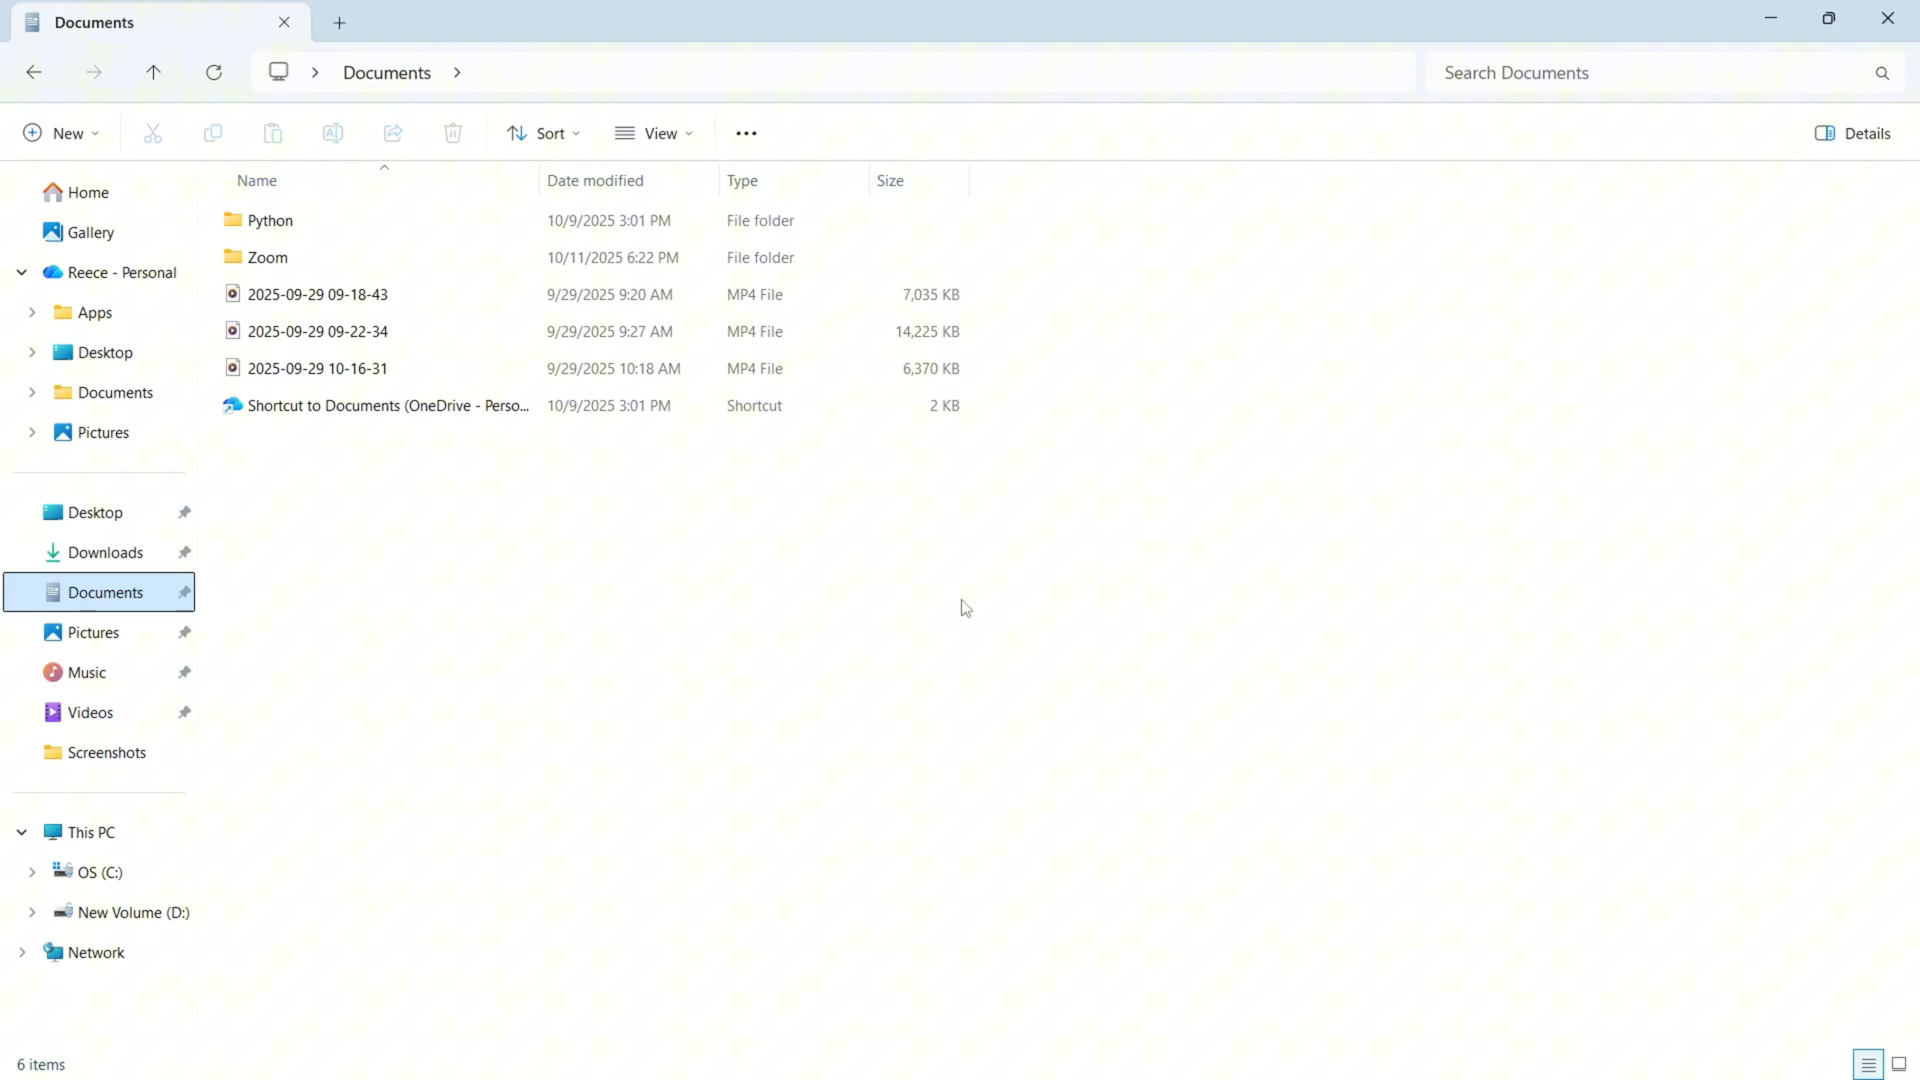 Documents
Documents
Search Documents
New
Sort
View
Details
Name Date modified Type Size
Python 10/9/2025 3:01 PM File folder
Zoom 10/11/2025 6:22 PM File folder
2025-09-29 09-18-43 9/29/2025 9:20 AM MP4 File 7,035 KB
2025-09-29 09-22-34 9/29/2025 9:27 AM MP4 File 14,225 KB
2025-09-29 10-16-31 9/29/2025 10:18 AM MP4 File 6,370 KB
Shortcut to Documents (OneDrive - Perso... 10/9/2025 3:01 PM Shortcut 2 KB
Home
Gallery
Reece - Personal
Apps
Desktop
Documents
Pictures
Desktop
Downloads
Documents
Pictures
Music
Videos
Screenshots
This PC
OS (C:)
New Volume (D:)
Network
6 items